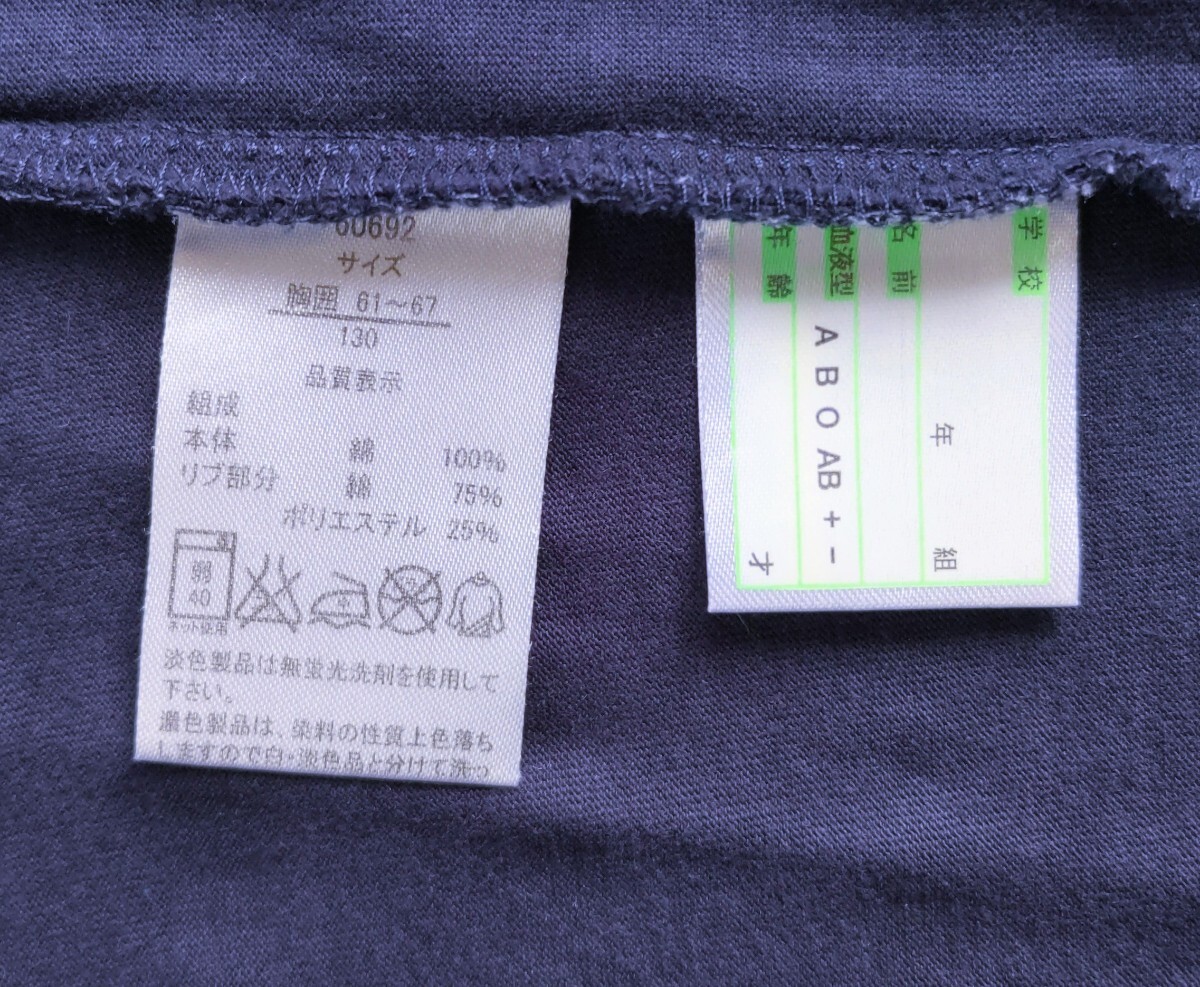 60692
サイズ
胸囲 61～67
130
品質表示
組成
本体 綿 100%
リブ部分 綿 75%
ポリエステル 25%
弱
40
ネット使用
淡色製品は無蛍光洗剤を使用して
下さい。
濃色製品は、染料の性質上色落ち
しますので白・淡色品と分けて洗っ
学校
年 組
名前
血液型 A B O AB + -
年齢 才